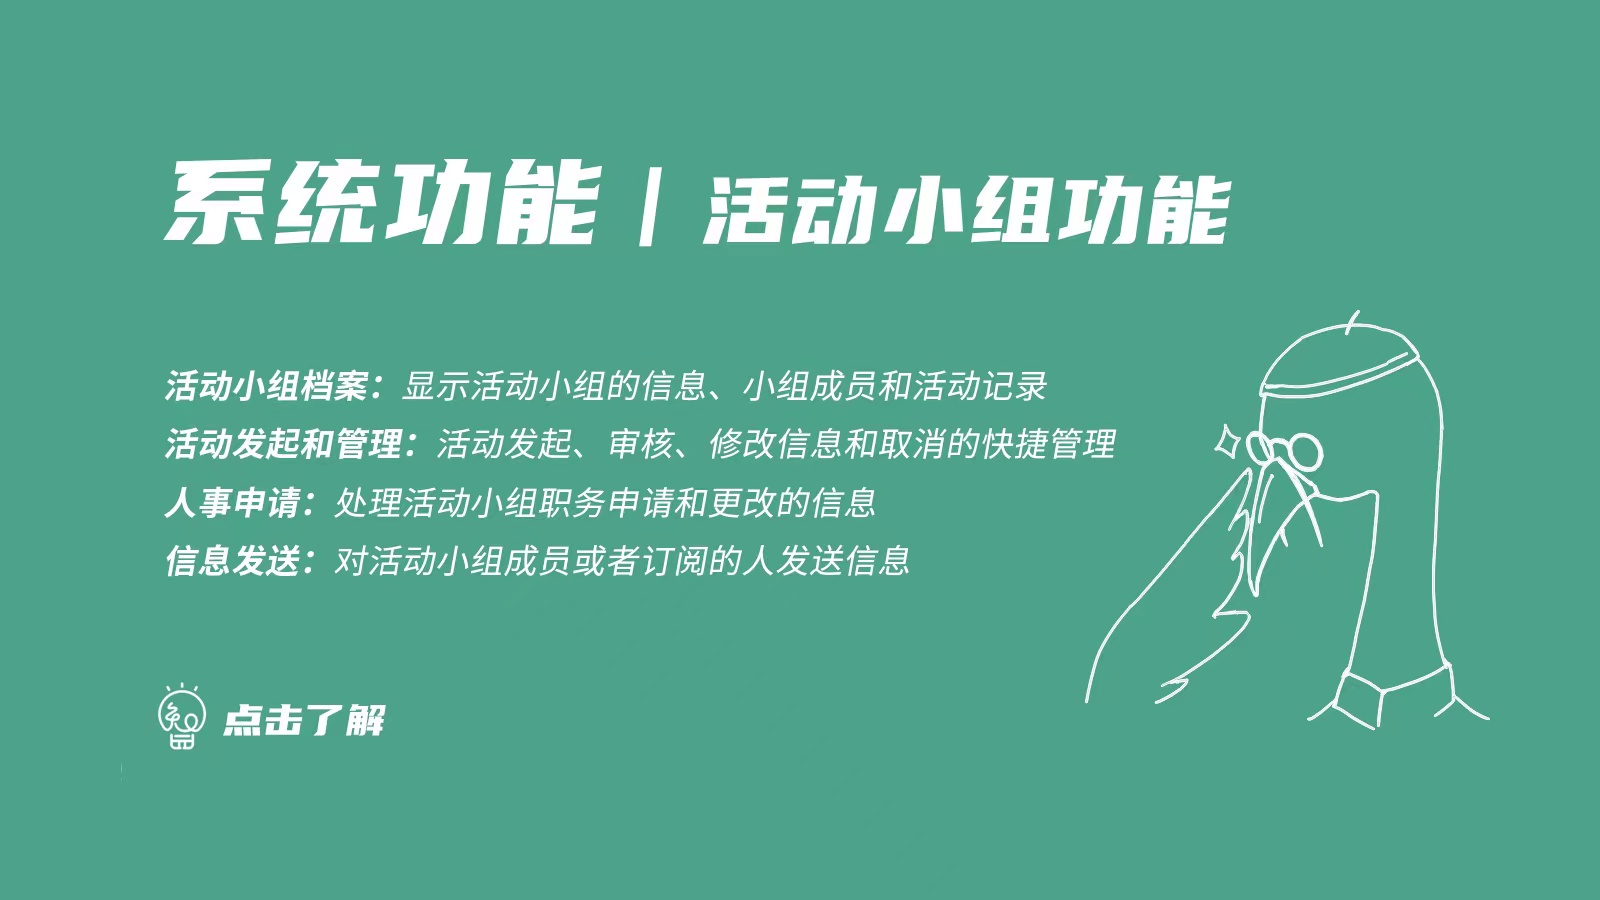 系统功能 | 活动小组功能
活动小组档案：显示活动小组的信息、小组成员和活动记录
活动发起和管理：活动发起、审核、修改信息和取消的快捷管理
人事申请：处理活动小组职务申请和更改的信息
信息发送：对活动小组成员或者订阅的人发送信息
点击了解